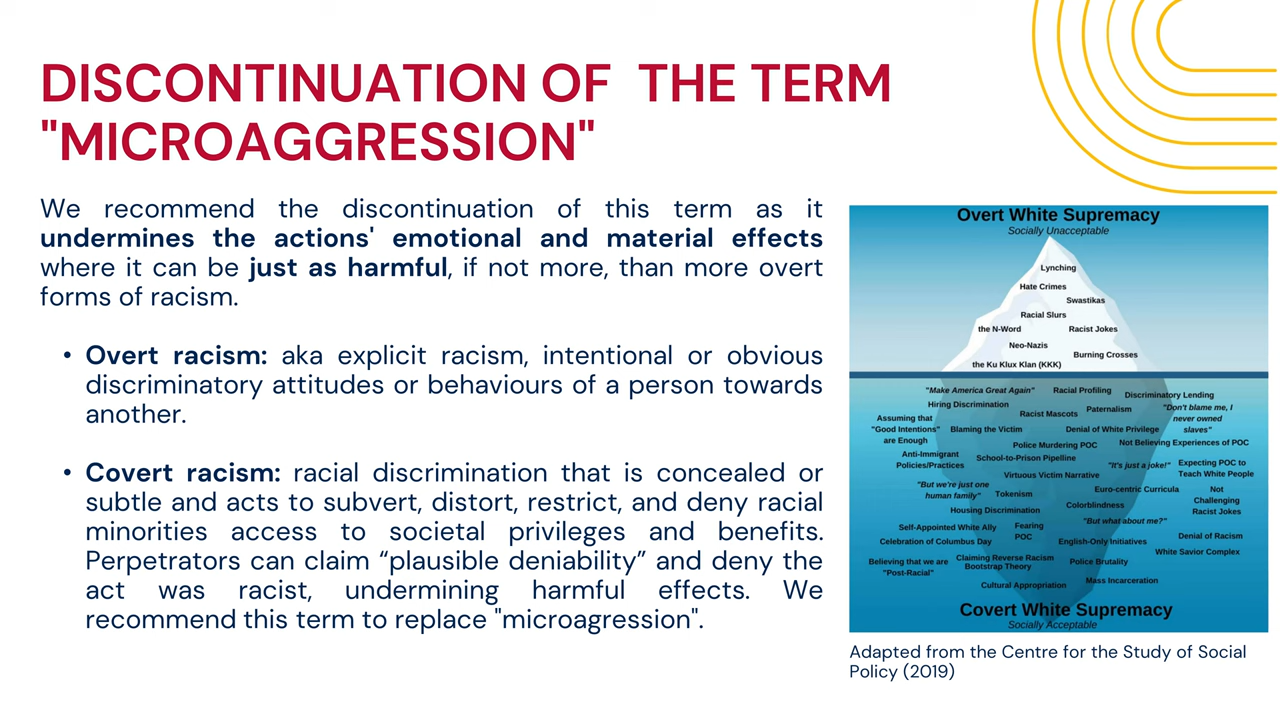 DISCONTINUATION OF THE TERM
"MICROAGGRESSION"
We recommend the discontinuation of this term as it
undermines the actions' emotional and material effects
where it can be just as harmful, if not more, than more overt
forms of racism.
• Overt racism: aka explicit racism, intentional or obvious
discriminatory attitudes or behaviours of a person towards
another.
• Covert racism: racial discrimination that is concealed or
subtle and acts to subvert, distort, restrict, and deny racial
minorities access to societal privileges and benefits.
Perpetrators can claim “plausible deniability” and deny the
act was racist, undermining harmful effects. We
recommend this term to replace "microagression".
Overt White Supremacy
Socially Unacceptable
Lynching
Hate Crimes
Swastikas
Racial Slurs
the N-Word
Racist Jokes
Neo-Nazis
Burning Crosses
the Ku Klux Klan (KKK)
"Make America Great Again"
Racial Profiling
Discriminatory Lending
Hiring Discrimination
Racist Mascots
Paternalism
"Don't blame me, I
never owned
slaves"
Assuming that
"Good Intentions"
are Enough
Blaming the Victim
Denial of White Privilege
Police Murdering POC
Not Believing Experiences of POC
Anti-Immigrant
Policies/Practices
School-to-Prison Pipeline
"It's just a joke!"
Expecting POC to
Teach White People
Virtuous Victim Narrative
"But we're just one
human family"
Tokenism
Euro-centric Curricula
Not
Challenging
Racist Jokes
Housing Discrimination
Colorblindness
"But what about me?"
Self-Appointed White Ally
Fearing
POC
Celebration of Columbus Day
English-Only Initiatives
Denial of Racism
White Savior Complex
Believing that we are
"Post-Racial"
Claiming Reverse Racism
Bootstrap Theory
Police Brutality
Cultural Appropriation
Mass Incarceration
Covert White Supremacy
Socially Acceptable
Adapted from the Centre for the Study of Social
Policy (2019)